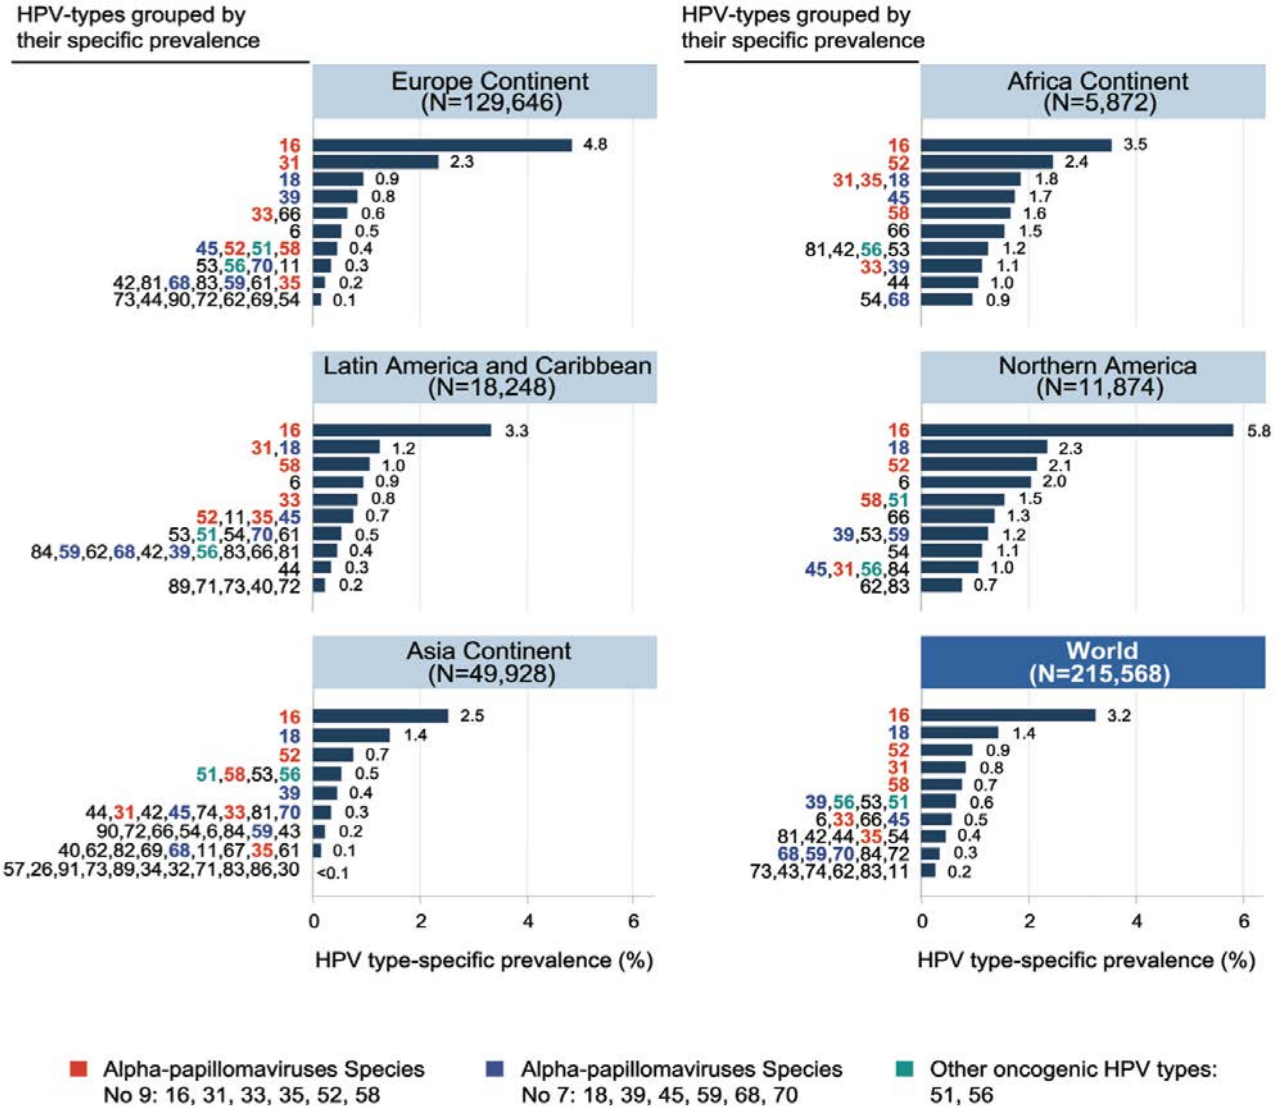 HPV-types grouped by
their specific prevalence
Europe Continent
(N=129,646)
16 4.8
31 2.3
18 0.9
39 0.8
33,66 0.6
6 0.5
45,52,51,58 0.4
53,56,70,11 0.3
42,81,68,83,59,61,35 0.2
73,44,90,72,62,69,54 0.1
Latin America and Caribbean
(N=18,248)
16 3.3
31,18 1.2
58 1.0
6 0.9
33 0.8
52,11,35,45 0.7
53,51,54,70,61 0.5
84,59,62,68,42,39,56,83,66,81 0.4
44 0.3
89,71,73,40,72 0.2
Asia Continent
(N=49,928)
16 2.5
18 1.4
52 0.7
51,58,53,56 0.5
39 0.4
44,31,42,45,74,33,81,70 0.3
90,72,66,54,6,84,59,43 0.2
40,62,82,69,68,11,67,35,61 0.1
57,26,91,73,89,34,32,71,83,86,30 <0.1
0 2 4 6
HPV type-specific prevalence (%)
HPV-types grouped by
their specific prevalence
Africa Continent
(N=5,872)
16 3.5
52 2.4
31,35,18 1.8
45 1.7
58 1.6
66 1.5
81,42,56,53 1.2
33,39 1.1
44 1.0
54,68 0.9
Northern America
(N=11,874)
16 5.8
18 2.3
52 2.1
6 2.0
58,51 1.5
66 1.3
39,53,59 1.2
54 1.1
45,31,56,84 1.0
62,83 0.7
World
(N=215,568)
16 3.2
18 1.4
52 0.9
31 0.8
58 0.7
39,56,53,51 0.6
6,33,66,45 0.5
81,42,44,35,54 0.4
68,59,70,84,72 0.3
73,43,74,62,83,11 0.2
0 2 4 6
HPV type-specific prevalence (%)
Alpha-papillomaviruses Species
No 9: 16, 31, 33, 35, 52, 58
Alpha-papillomaviruses Species
No 7: 18, 39, 45, 59, 68, 70
Other oncogenic HPV types:
51, 56